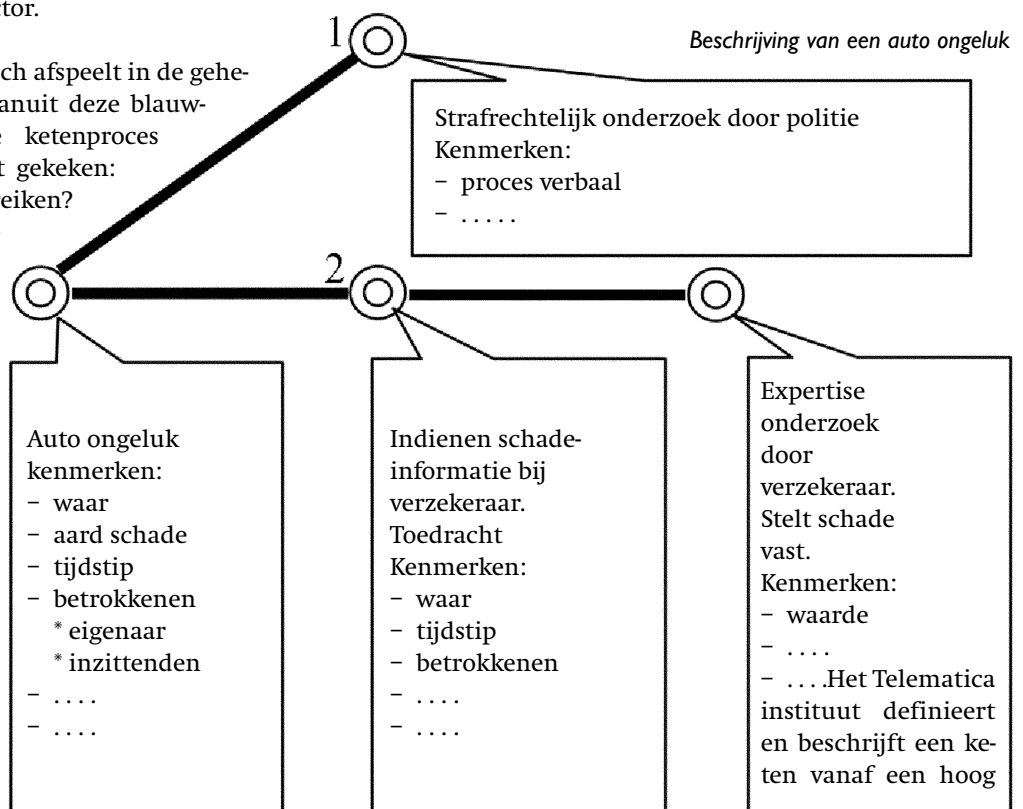 ctor.
ch afspeelt in de gehe-
anuit deze blauw-
ketenproces
t gekeken:
reiken?
1
Beschrijving van een auto ongeluk
Strafrechtelijk onderzoek door politie
Kenmerken:
– proces verbaal
– . . . . .
2
Auto ongeluk
kenmerken:
– waar
– aard schade
– tijdstip
– betrokkenen
* eigenaar
* inzittenden
– . . . .
– . . . .
Indienen schade-
informatie bij
verzekeraar.
Toedracht
Kenmerken:
– waar
– tijdstip
– betrokkenen
– . . . .
– . . . .
Expertise
onderzoek
door
verzekeraar.
Stelt schade
vast.
Kenmerken:
– waarde
– . . . .
– . . . .Het Telematica
instituut definieert
en beschrijft een ke-
ten vanaf een hoog